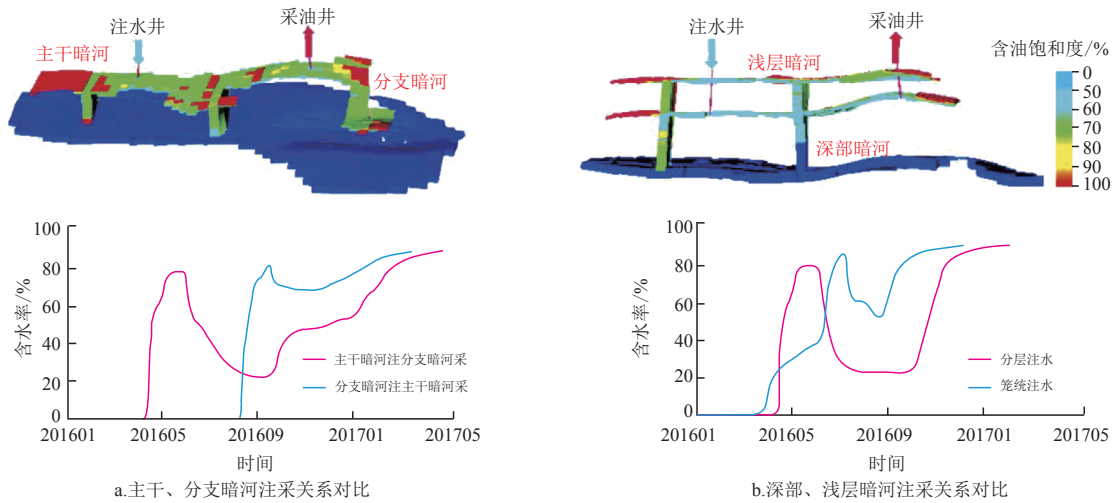 注水井
采油井
主干暗河
分支暗河
注水井
采油井
浅层暗河
深部暗河
含油饱和度/%
0
50
60
70
80
90
100
含水率/%
100
80
60
40
20
0
主干暗河注分支暗河采
分支暗河注主干暗河采
201601
201605
201609
201701
201705
时间
a.主干、分支暗河注采关系对比
含水率/%
100
80
60
40
20
0
分层注水
笼统注水
201601
201605
201609
201701
201705
时间
b.深部、浅层暗河注采关系对比